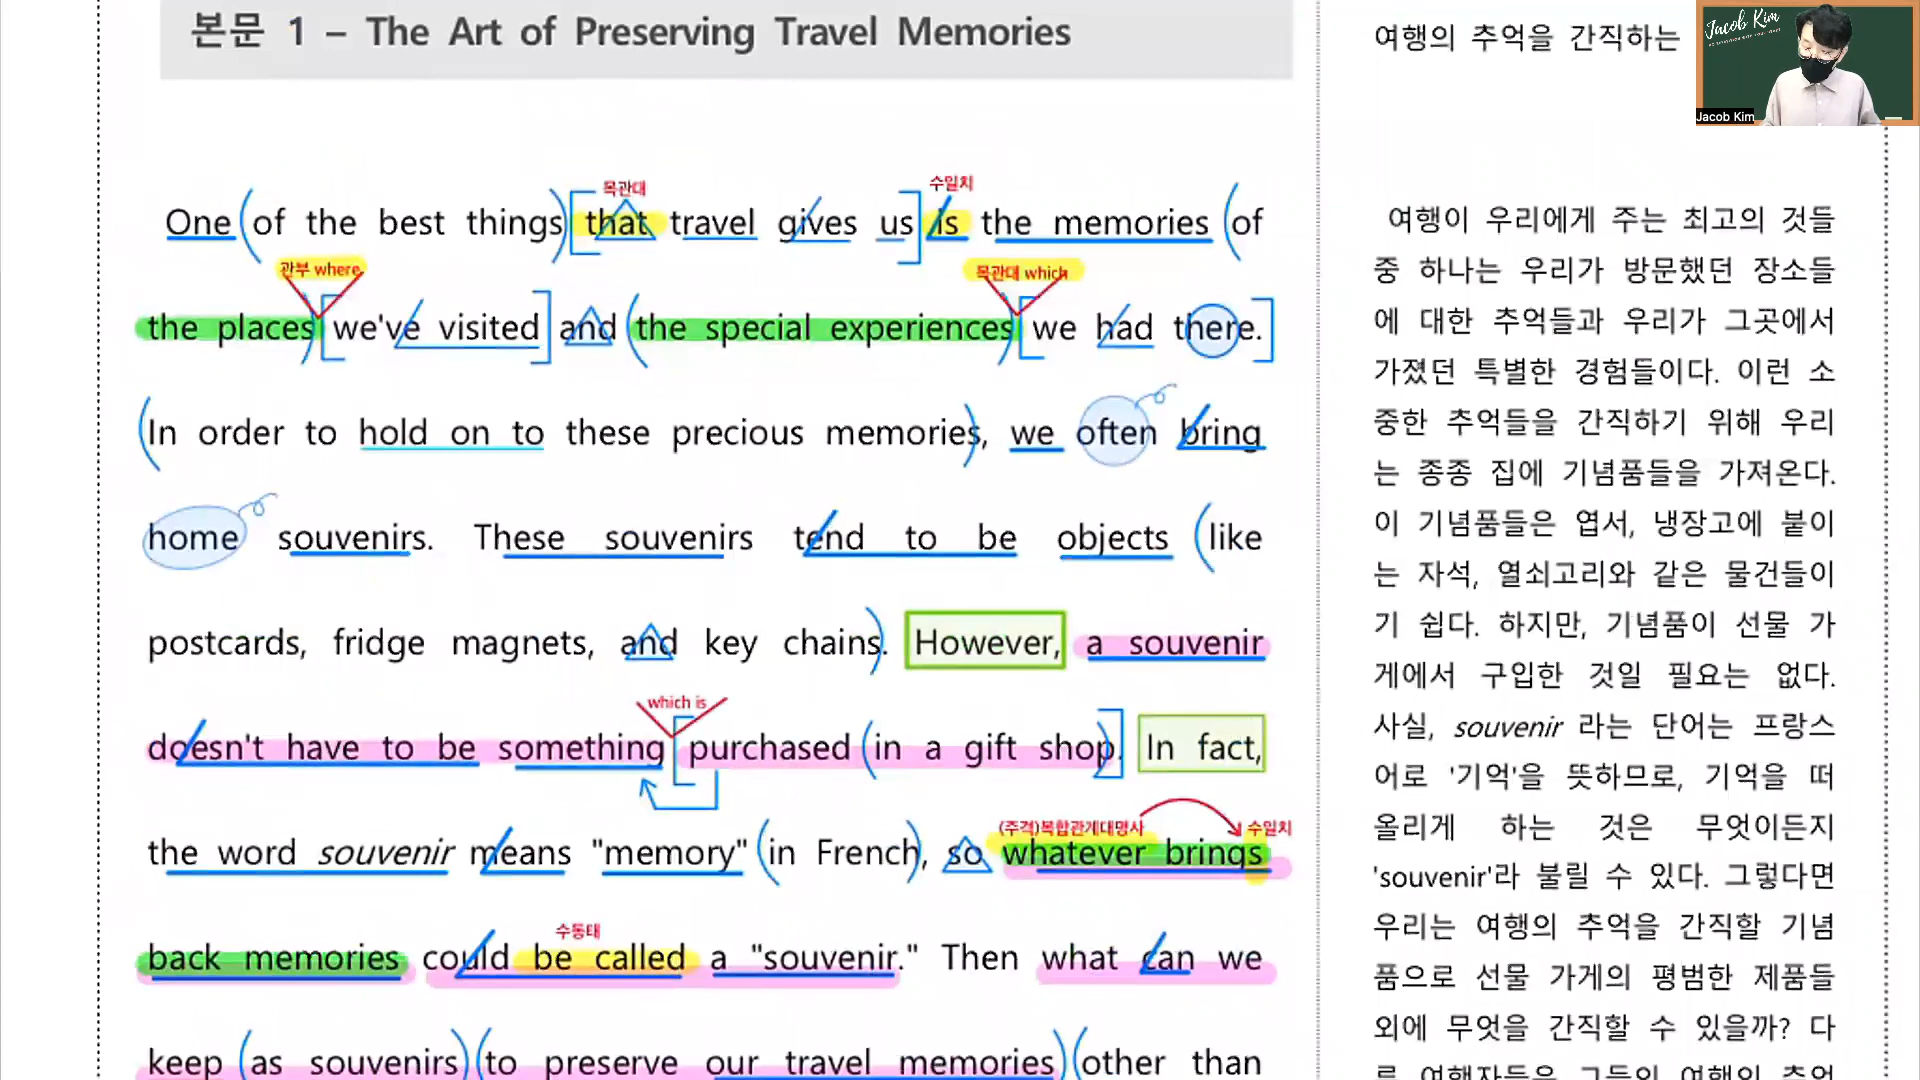 본문 1 – The Art of Preserving Travel Memories
목관대 수일치
One (of the best things) [that travel gives us] is the memories (of
관부 where 목관대 which
the places) [we've visited] and (the special experiences) [we had there.]
(In order to hold on to these precious memories), we often bring
home souvenirs. These souvenirs tend to be objects (like
postcards, fridge magnets, and key chains). However, a souvenir
which is
doesn't have to be something [purchased (in a gift shop)]. In fact,
(주격)복합관계대명사 수일치
the word souvenir means "memory" (in French), so whatever brings
수동태
back memories could be called a "souvenir." Then what can we
keep (as souvenirs) (to preserve our travel memories) (other than
여행의 추억을 간직하는
Jacob Kim
Jacob Kim
여행이 우리에게 주는 최고의 것들
중 하나는 우리가 방문했던 장소들
에 대한 추억들과 우리가 그곳에서
가졌던 특별한 경험들이다. 이런 소
중한 추억들을 간직하기 위해 우리
는 종종 집에 기념품들을 가져온다.
이 기념품들은 엽서, 냉장고에 붙이
는 자석, 열쇠고리와 같은 물건들이
기 쉽다. 하지만, 기념품이 선물 가
게에서 구입한 것일 필요는 없다.
사실, souvenir 라는 단어는 프랑스
어로 '기억'을 뜻하므로, 기억을 떠
올리게 하는 것은 무엇이든지
'souvenir'라 불릴 수 있다. 그렇다면
우리는 여행의 추억을 간직할 기념
품으로 선물 가게의 평범한 제품들
외에 무엇을 간직할 수 있을까? 다
른 여행자들은 그들의 여행의 추억